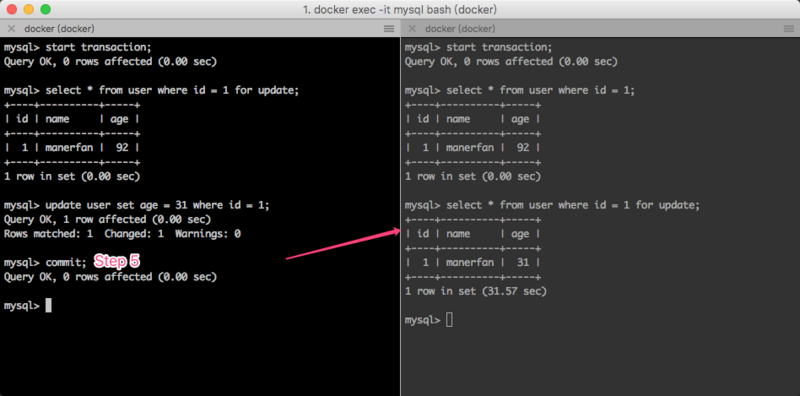 1. docker exec -it mysql bash (docker)
docker (docker)
mysql> start transaction;
Query OK, 0 rows affected (0.00 sec)
mysql> select * from user where id = 1 for update;
+----+----------+-----+
| id | name     | age |
+----+----------+-----+
|  1 | manerfan |  92 |
+----+----------+-----+
1 row in set (0.00 sec)
mysql> update user set age = 31 where id = 1;
Query OK, 1 row affected (0.00 sec)
Rows matched: 1  Changed: 1  Warnings: 0
mysql> commit; Step 5
Query OK, 0 rows affected (0.00 sec)
mysql>
docker (docker)
mysql> start transaction;
Query OK, 0 rows affected (0.00 sec)
mysql> select * from user where id = 1;
+----+----------+-----+
| id | name     | age |
+----+----------+-----+
|  1 | manerfan |  92 |
+----+----------+-----+
1 row in set (0.00 sec)
mysql> select * from user where id = 1 for update;
+----+----------+-----+
| id | name     | age |
+----+----------+-----+
|  1 | manerfan |  31 |
+----+----------+-----+
1 row in set (31.57 sec)
mysql>